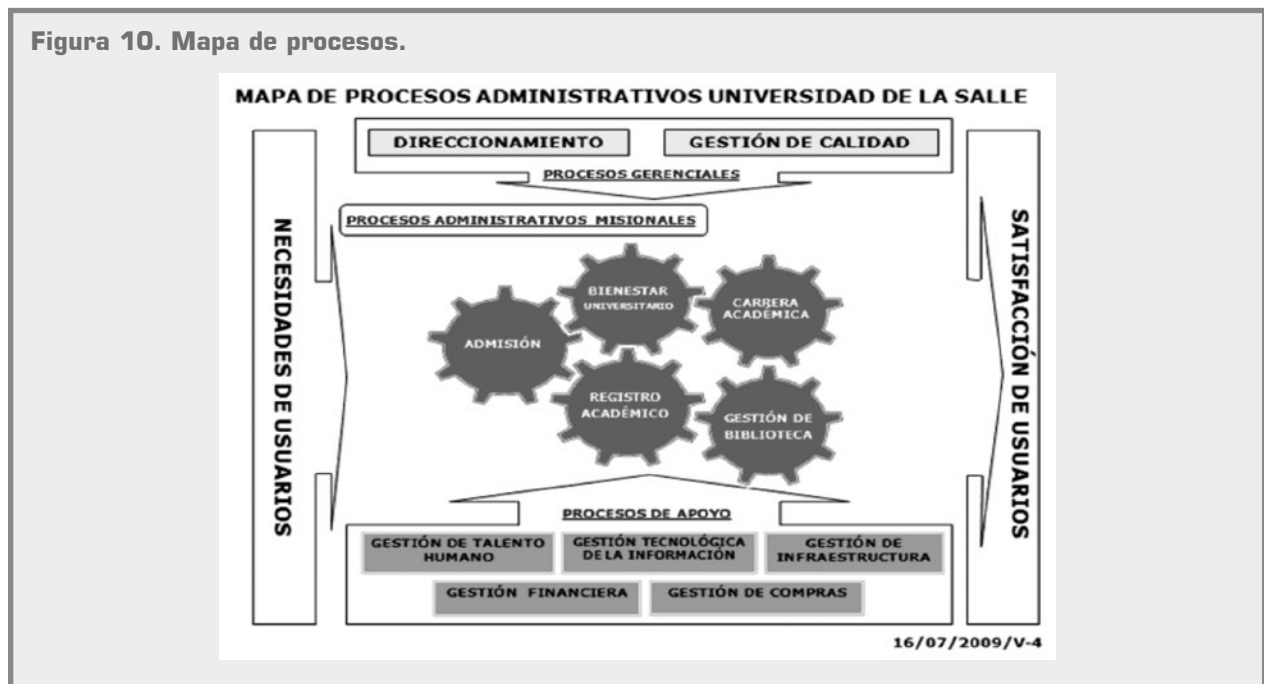 Figura 10. Mapa de procesos.
MAPA DE PROCESOS ADMINISTRATIVOS UNIVERSIDAD DE LA SALLE
DIRECCIONAMIENTO
GESTIÓN DE CALIDAD
PROCESOS GERENCIALES
NECESIDADES DE USUARIOS
PROCESOS ADMINISTRATIVOS MISIONALES
BIENESTAR
UNIVERSITARIO
CARRERA
ACADÉMICA
ADMISIÓN
REGISTRO
ACADÉMICO
GESTIÓN DE
BIBLIOTECA
SATISFACCIÓN DE USUARIOS
PROCESOS DE APOYO
GESTIÓN DE TALENTO
HUMANO
GESTIÓN TECNOLÓGICA
DE LA INFORMACIÓN
GESTIÓN DE
INFRAESTRUCTURA
GESTIÓN FINANCIERA
GESTIÓN DE COMPRAS
16/07/2009/V-4